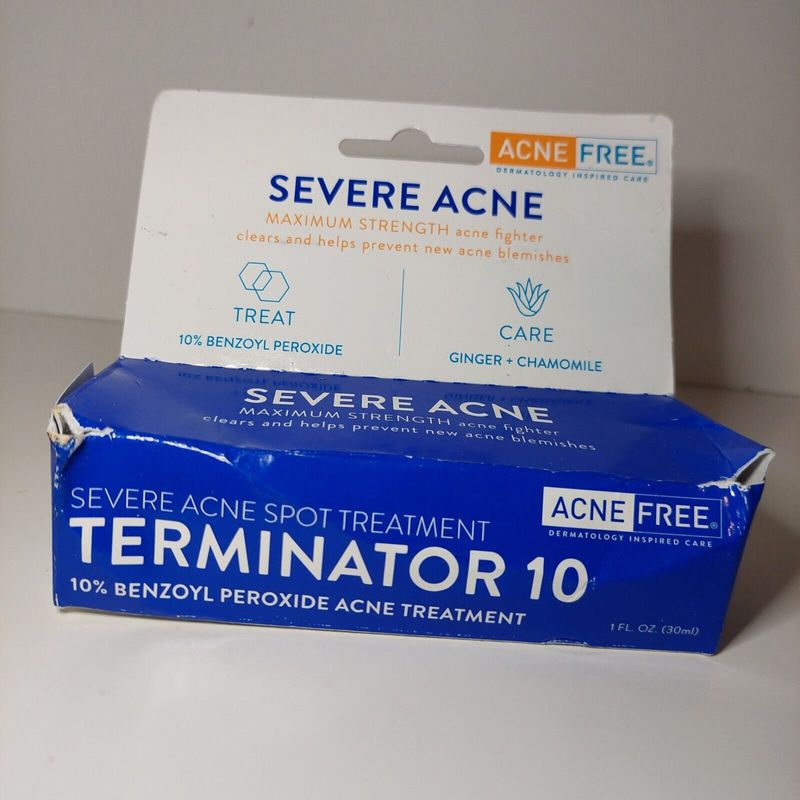 ACNE FREE®
DERMATOLOGY INSPIRED CARE
SEVERE ACNE
MAXIMUM STRENGTH acne fighter
clears and helps prevent new acne blemishes
TREAT
10% BENZOYL PEROXIDE
CARE
GINGER + CHAMOMILE
SEVERE ACNE
MAXIMUM STRENGTH acne fighter
clears and helps prevent new acne blemishes
SEVERE ACNE SPOT TREATMENT
TERMINATOR 10
10% BENZOYL PEROXIDE ACNE TREATMENT
ACNE FREE®
DERMATOLOGY INSPIRED CARE
1 FL. OZ. (30ml)